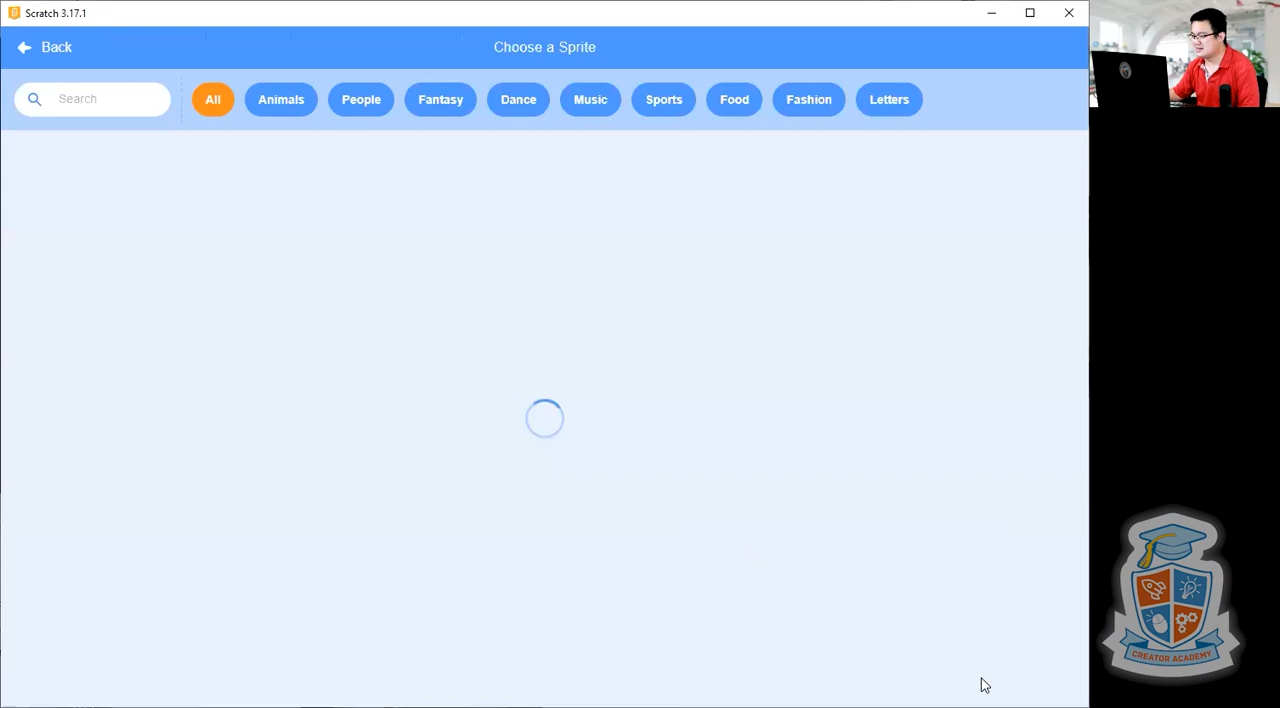 Scratch 3.17.1
Back
Choose a Sprite
Search
All
Animals
People
Fantasy
Dance
Music
Sports
Food
Fashion
Letters
CREATOR ACADEMY